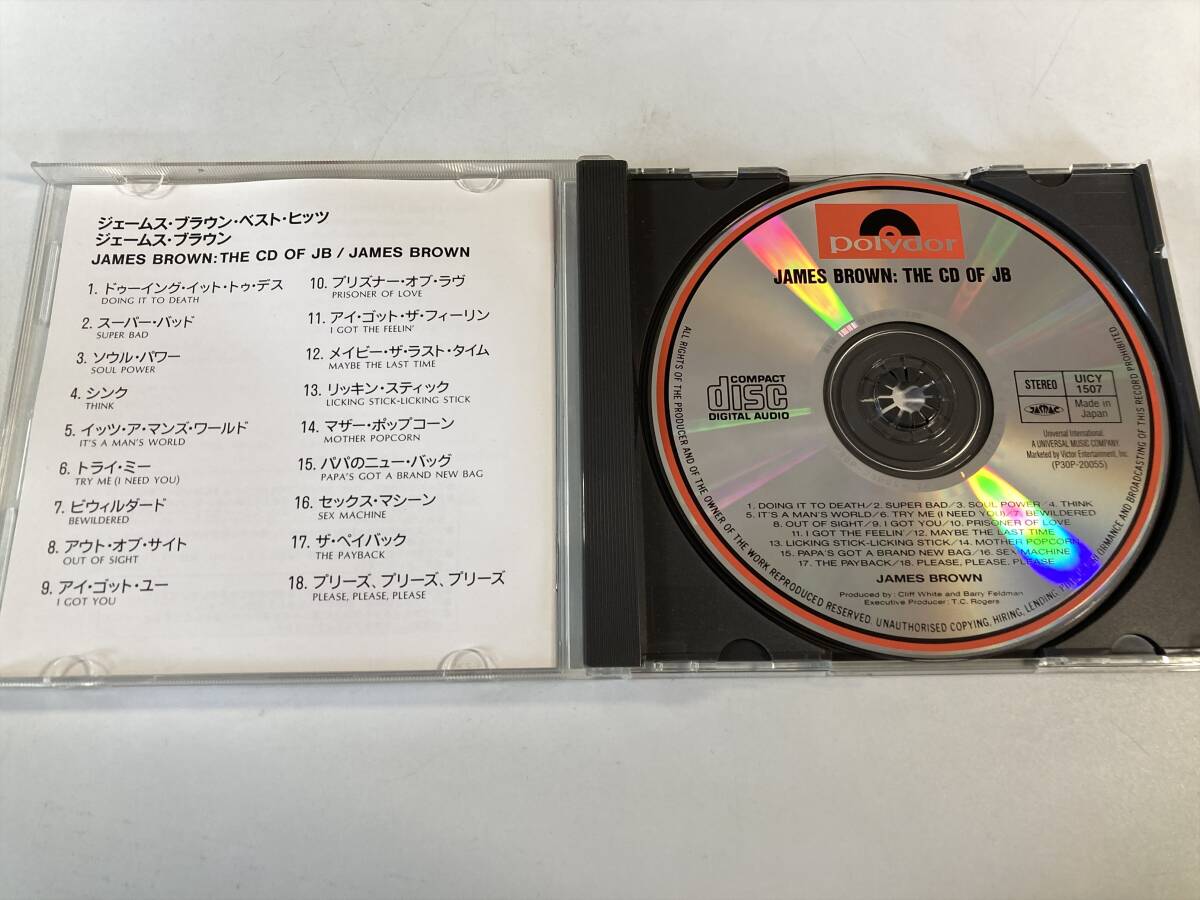 ジェームス・ブラウン・ベスト・ヒッツ
ジェームス・ブラウン
JAMES BROWN: THE CD OF JB / JAMES BROWN
1. ドゥーイング・イット・トゥ・デス
DOING IT TO DEATH
2. スーパー・バッド
SUPER BAD
3. ソウル・パワー
SOUL POWER
4. シンク
THINK
5. イッツ・ア・マンズ・ワールド
IT'S A MAN'S WORLD
6. トライ・ミー
TRY ME (I NEED YOU)
7. ビウィルダード
BEWILDERED
8. アウト・オブ・サイト
OUT OF SIGHT
9. アイ・ゴット・ユー
I GOT YOU
10. プリズナー・オブ・ラヴ
PRISONER OF LOVE
11. アイ・ゴット・ザ・フィーリン
I GOT THE FEELIN'
12. メイビー・ザ・ラスト・タイム
MAYBE THE LAST TIME
13. リッキン・スティック
LICKING STICK-LICKING STICK
14. マザー・ポップコーン
MOTHER POPCORN
15. パパのニュー・バッグ
PAPA'S GOT A BRAND NEW BAG
16. セックス・マシーン
SEX MACHINE
17. ザ・ペイバック
THE PAYBACK
18. プリーズ、プリーズ、プリーズ
PLEASE, PLEASE, PLEASE
polydor
JAMES BROWN: THE CD OF JB
COMPACT
disc
DIGITAL AUDIO
STEREO
UICY
1507
JASRAC
Made in
Japan
Universal International
A UNIVERSAL MUSIC COMPANY.
Marketed by Victor Entertainment, Inc.
(P30P-20055)
1. DOING IT TO DEATH/2. SUPER BAD/3. SOUL POWER/4. THINK
5. IT'S A MAN'S WORLD/6. TRY ME (I NEED YOU)/7. BEWILDERED
8. OUT OF SIGHT/9. I GOT YOU/10. PRISONER OF LOVE
11. I GOT THE FEELIN'/12. MAYBE THE LAST TIME
13. LICKING STICK-LICKING STICK/14. MOTHER POPCORN
15. PAPA'S GOT A BRAND NEW BAG/16. SEX MACHINE
17. THE PAYBACK/18. PLEASE, PLEASE, PLEASE
JAMES BROWN
Produced by: Cliff White and Barry Feldman
Executive Producer: T.C. Rogers
ALL RIGHTS OF THE PRODUCER AND OF THE OWNER OF THE WORK REPRODUCED RESERVED. UNAUTHORISED COPYING, HIRING, LENDING, PUBLIC PERFORMANCE AND BROADCASTING OF THIS RECORD PROHIBITED